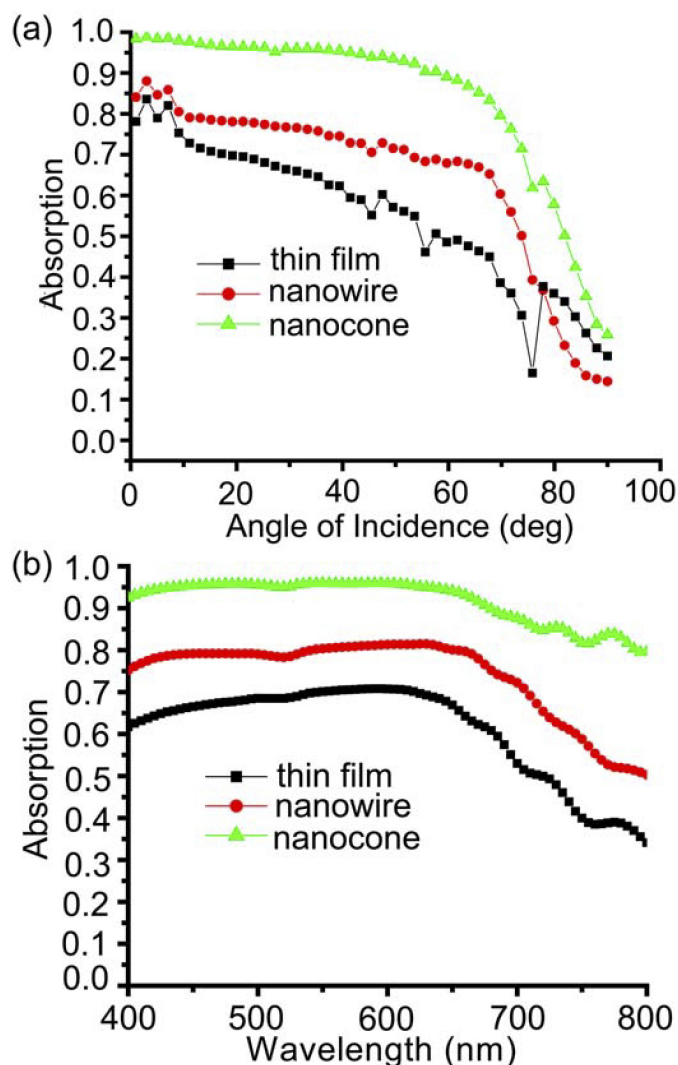 (a)
1.0
0.9
0.8
0.7
0.6
0.5
0.4
0.3
0.2
0.1
0.0
Absorption
thin film
nanowire
nanocone
0 20 40 60 80 100
Angle of Incidence (deg)
(b)
1.0
0.9
0.8
0.7
0.6
0.5
0.4
0.3
0.2
0.1
0.0
Absorption
thin film
nanowire
nanocone
400 500 600 700 800
Wavelength (nm)